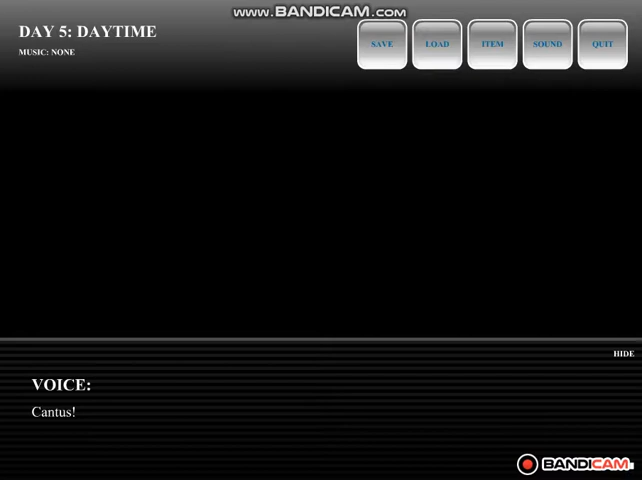 www.BANDICAM.com
DAY 5: DAYTIME
MUSIC: NONE
SAVE
LOAD
ITEM
SOUND
QUIT
HIDE
VOICE:
Cantus!
BANDICAM